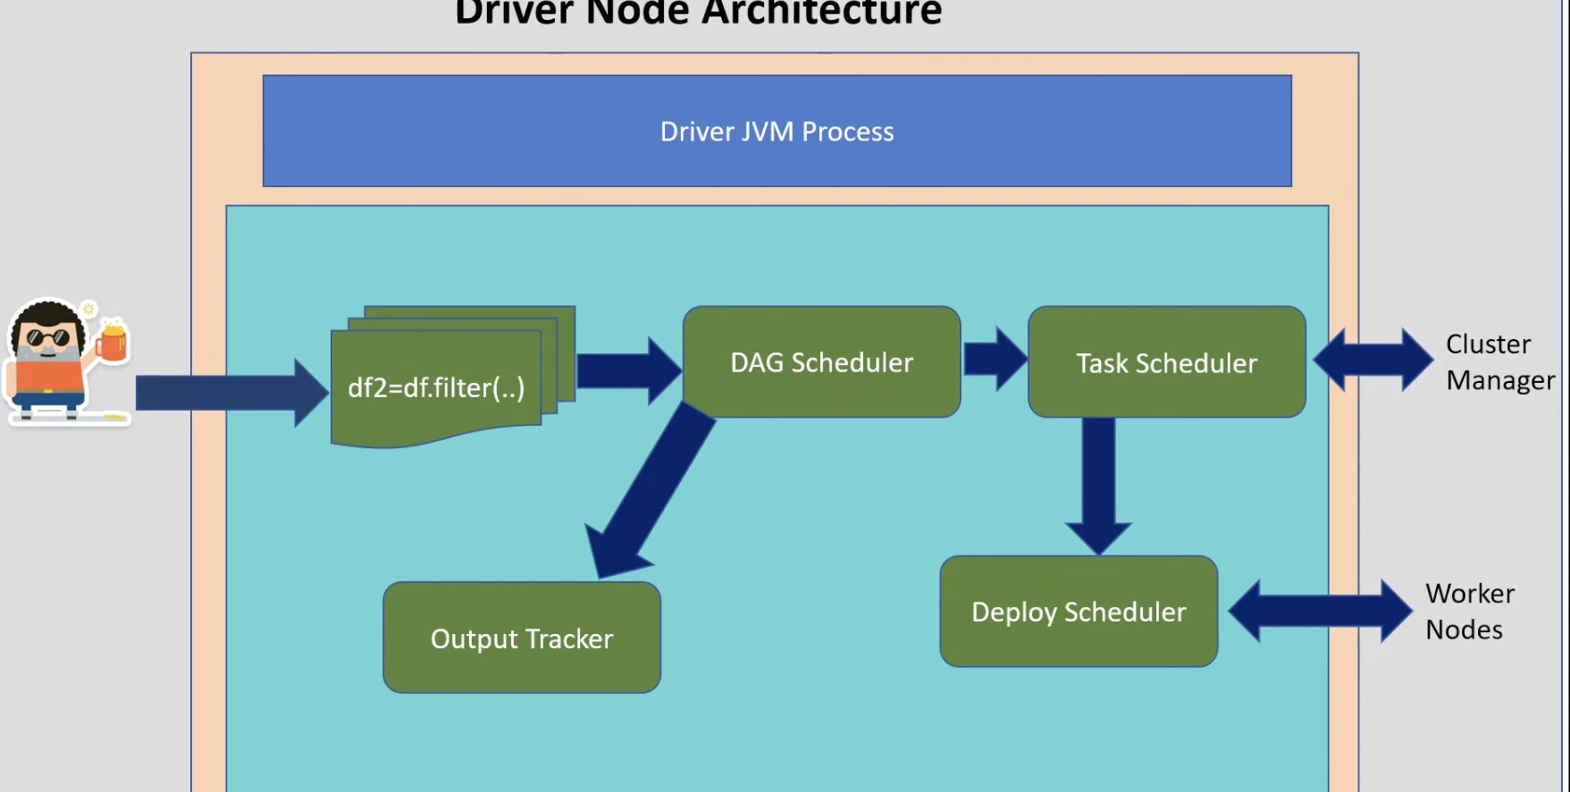 Driver Node Architecture
Driver JVM Process
df2=df.filter(..)
DAG Scheduler
Task Scheduler
Cluster
Manager
Output Tracker
Deploy Scheduler
Worker
Nodes